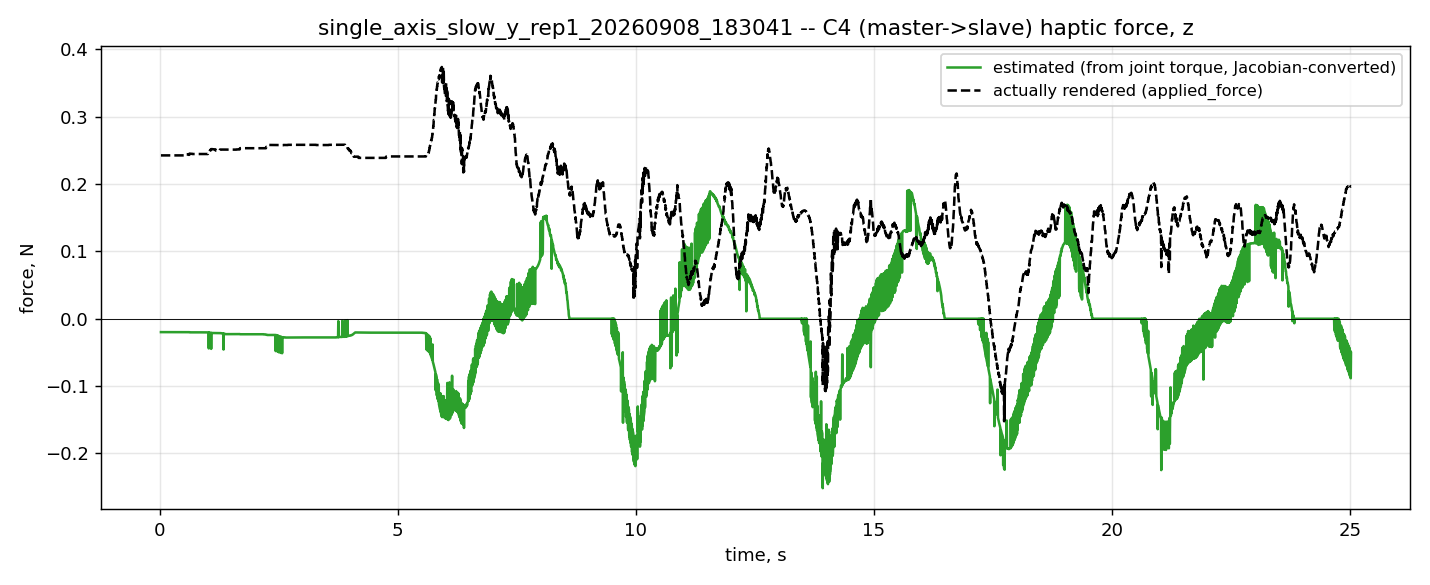 single_axis_slow_y_rep1_20260908_183041 -- C4 (master->slave) haptic force, z
estimated (from joint torque, Jacobian-converted)
actually rendered (applied_force)
force, N
0.4
0.3
0.2
0.1
0.0
−0.1
−0.2
0
5
10
15
20
25
time, s